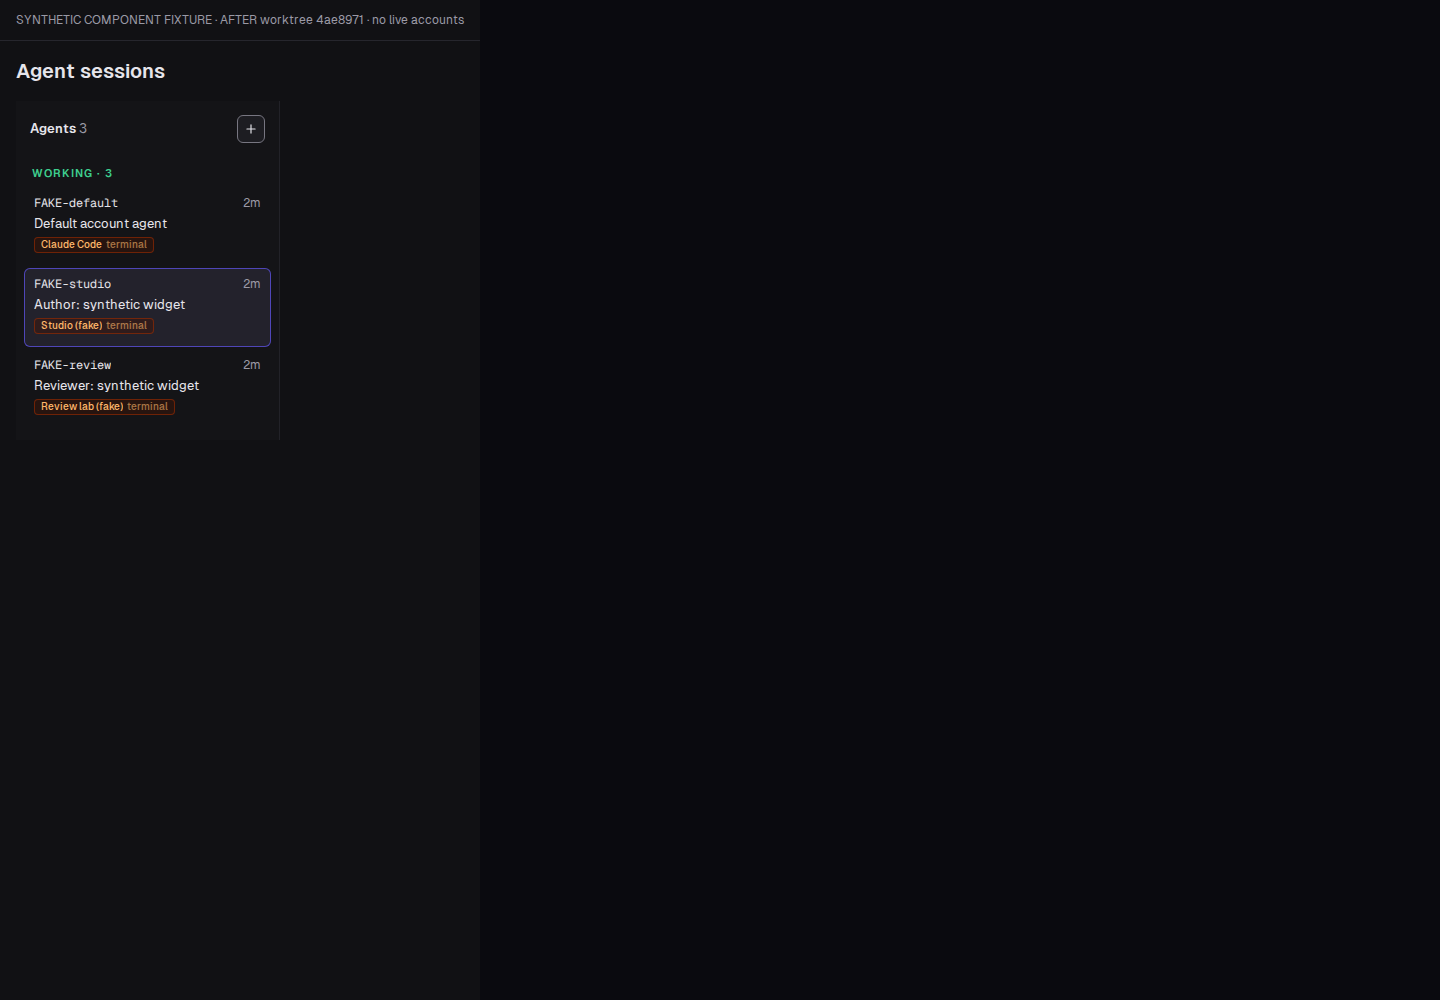 SYNTHETIC COMPONENT FIXTURE · AFTER worktree 4ae8971 · no live accounts
Agent sessions
Agents 3 +
WORKING · 3
FAKE-default 2m
Default account agent
Claude Code terminal
FAKE-studio 2m
Author: synthetic widget
Studio (fake) terminal
FAKE-review 2m
Reviewer: synthetic widget
Review lab (fake) terminal